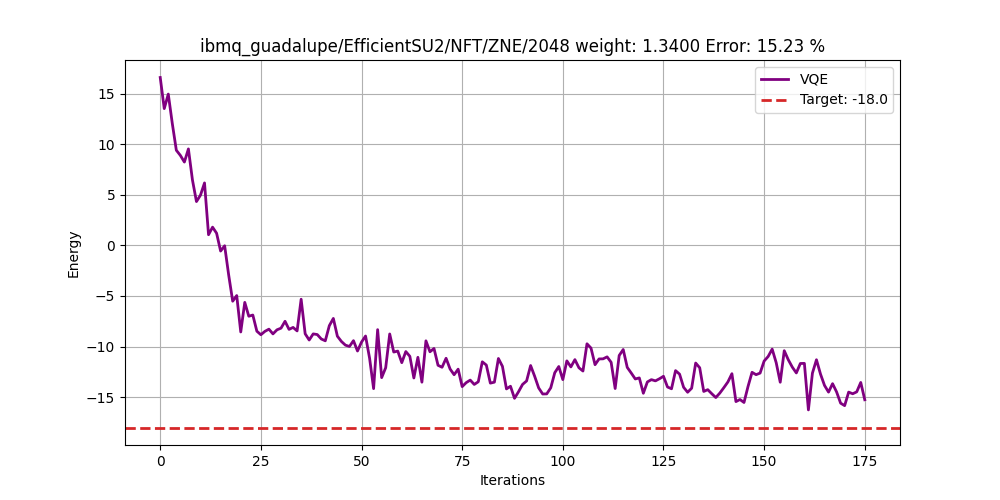 ibmq_guadalupe/EfficientSU2/NFT/ZNE/2048 weight: 1.3400 Error: 15.23 %
VQE
Target: -18.0
15
10
5
0
−5
−10
−15
Energy
0 25 50 75 100 125 150 175
Iterations